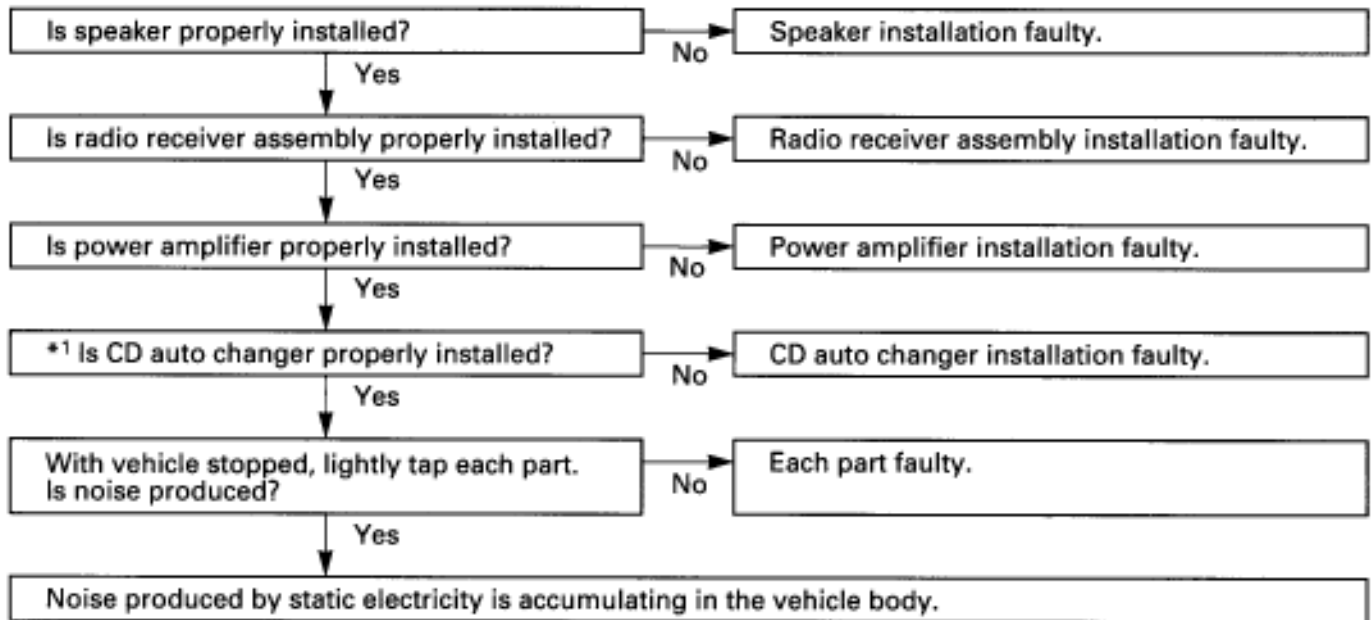 Is speaker properly installed?
No
Speaker installation faulty.
Yes
Is radio receiver assembly properly installed?
No
Radio receiver assembly installation faulty.
Yes
Is power amplifier properly installed?
No
Power amplifier installation faulty.
Yes
*1 Is CD auto changer properly installed?
No
CD auto changer installation faulty.
Yes
With vehicle stopped, lightly tap each part.
Is noise produced?
No
Each part faulty.
Yes
Noise produced by static electricity is accumulating in the vehicle body.